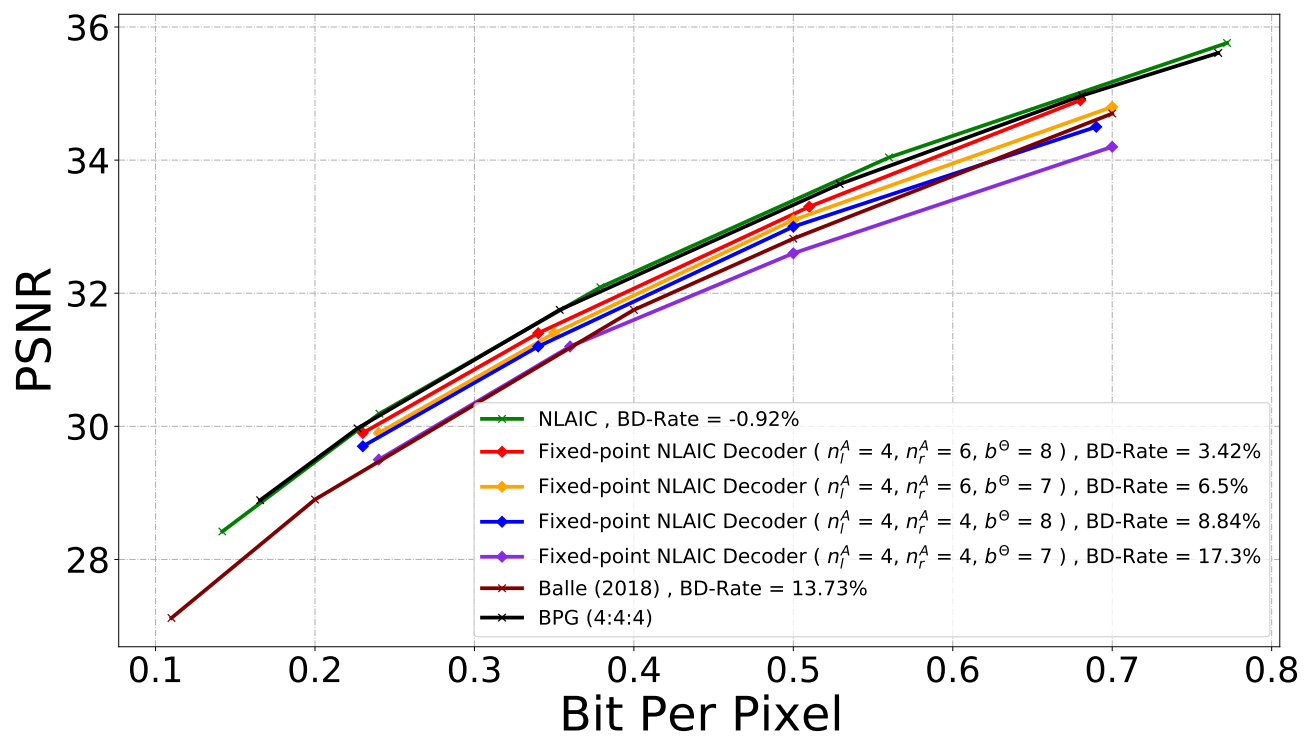 36
34
32
30
28
PSNR
0.1 0.2 0.3 0.4 0.5 0.6 0.7 0.8
Bit Per Pixel
NLAIC , BD-Rate = -0.92%
Fixed-point NLAIC Decoder ( n_l^A = 4, n_r^A = 6, b^Θ = 8 ) , BD-Rate = 3.42%
Fixed-point NLAIC Decoder ( n_l^A = 4, n_r^A = 6, b^Θ = 7 ) , BD-Rate = 6.5%
Fixed-point NLAIC Decoder ( n_l^A = 4, n_r^A = 4, b^Θ = 8 ) , BD-Rate = 8.84%
Fixed-point NLAIC Decoder ( n_l^A = 4, n_r^A = 4, b^Θ = 7 ) , BD-Rate = 17.3%
Balle (2018) , BD-Rate = 13.73%
BPG (4:4:4)